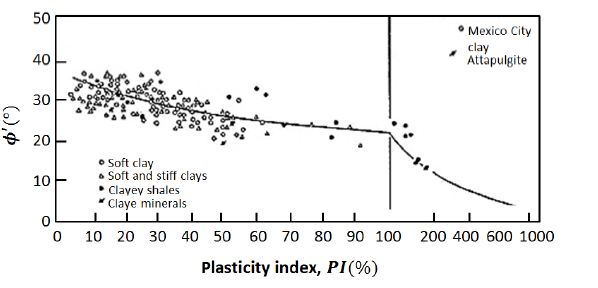 50
40
30
20
10
0
ϕ'(°)
Mexico City
clay
Attapulgite
Soft clay
Soft and stiff clays
Clayey shales
Claye minerals
0 10 20 30 40 50 60 70 80 90 100 200 400 600 1000
Plasticity index, PI(%)